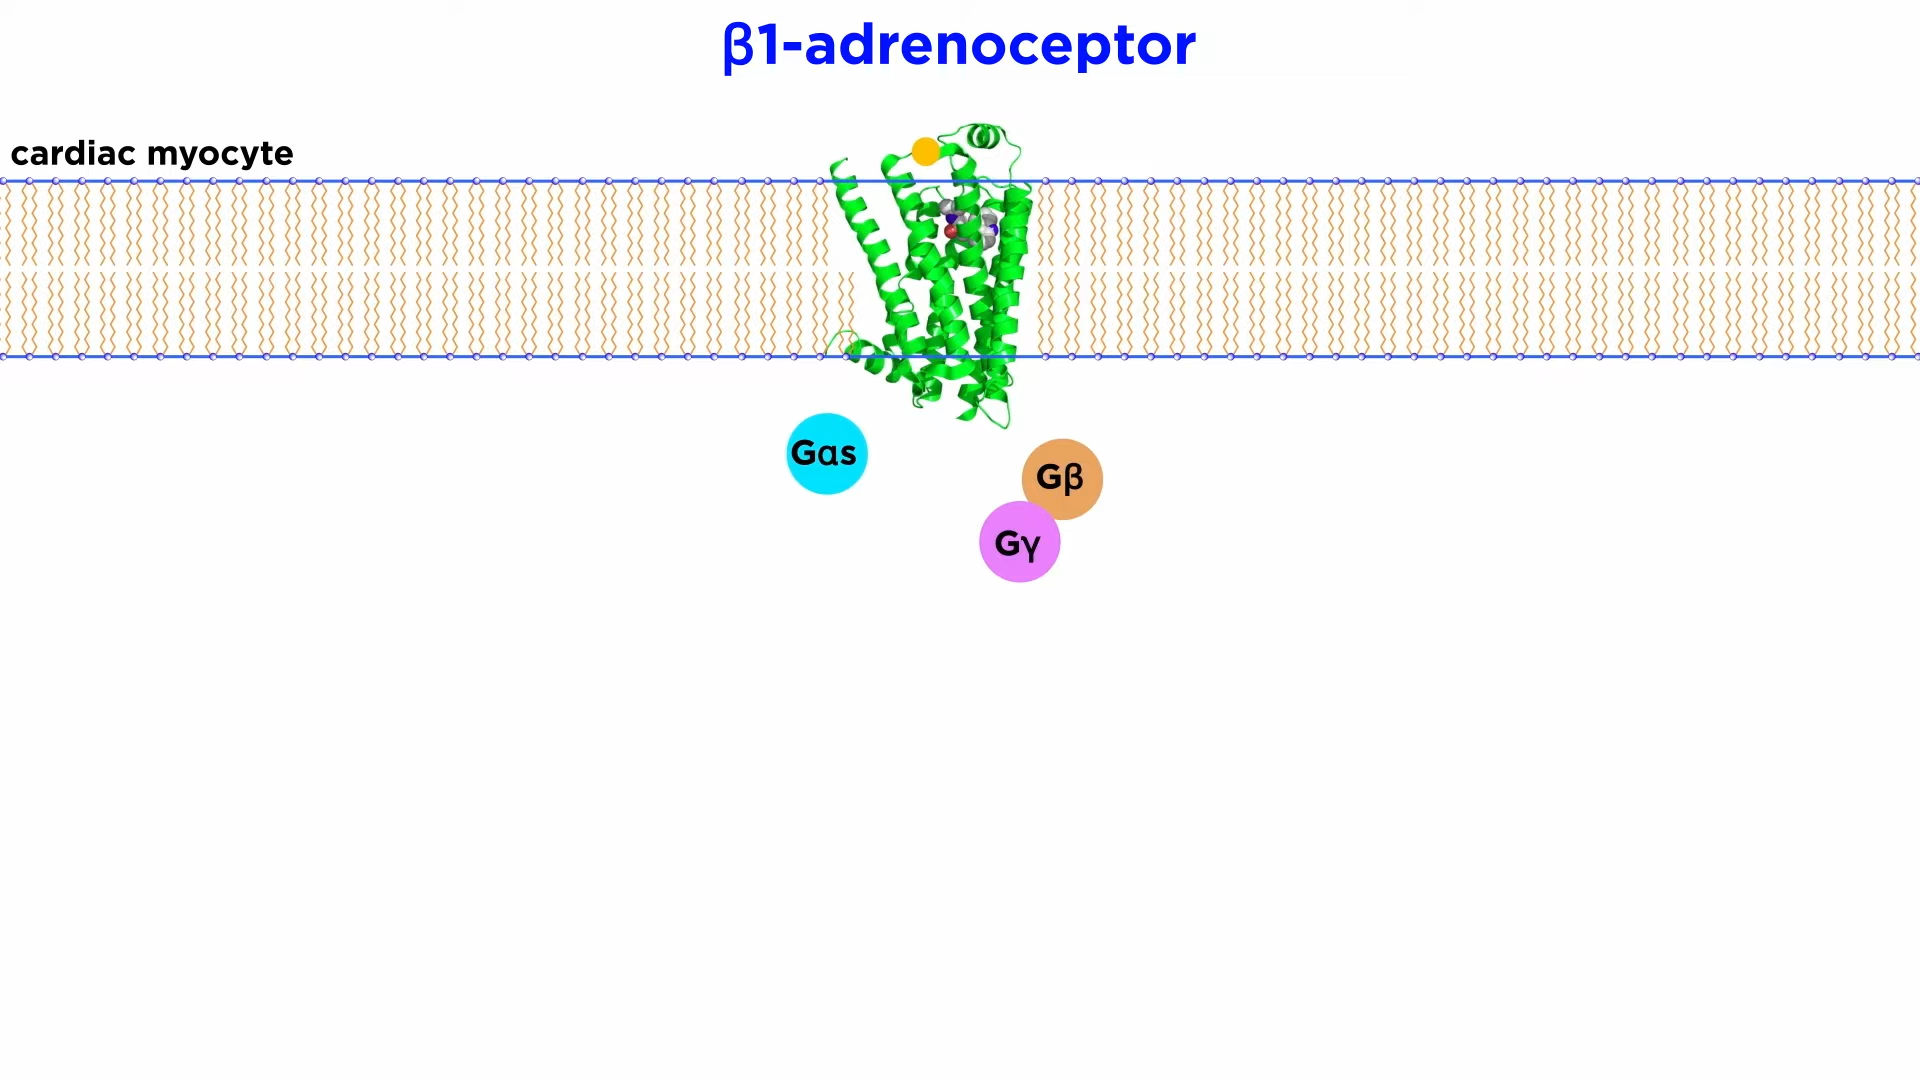 β1-adrenoceptor
cardiac myocyte
Gαs
Gβ
Gγ